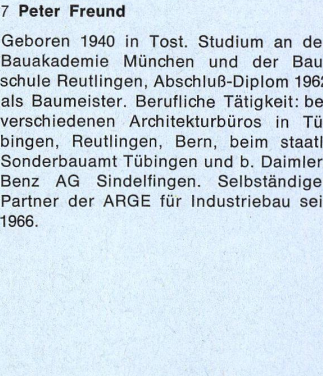 7 Peter Freund
Geboren 1940 in Tost. Studium an de
Bauakademie München und der Bau
schule Reutlingen, Abschluß-Diplom 1962
als Baumeister. Berufliche Tätigkeit: be
verschiedenen Architekturbüros in Tü
bingen, Reutlingen, Bern, beim staatl
Sonderbauamt Tübingen und b. Daimler
Benz AG Sindelfingen. Selbständige
Partner der ARGE für Industriebau sei
1966.